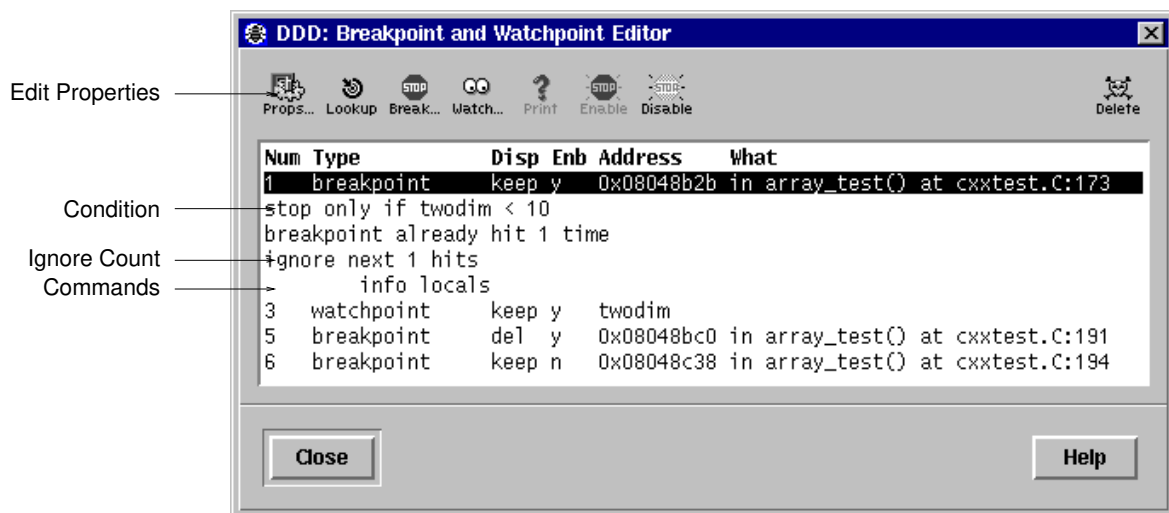 DDD: Breakpoint and Watchpoint Editor
Edit Properties
Props... Lookup Break... Watch... Print Enable Disable Delete
Num Type Disp Enb Address What
1 breakpoint keep y 0x08048b2b in array_test() at cxxtest.C:173
Condition
stop only if twodim < 10
breakpoint already hit 1 time
Ignore Count
ignore next 1 hits
Commands
info locals
3 watchpoint keep y twodim
5 breakpoint del y 0x08048bc0 in array_test() at cxxtest.C:191
6 breakpoint keep n 0x08048c38 in array_test() at cxxtest.C:194
Close
Help